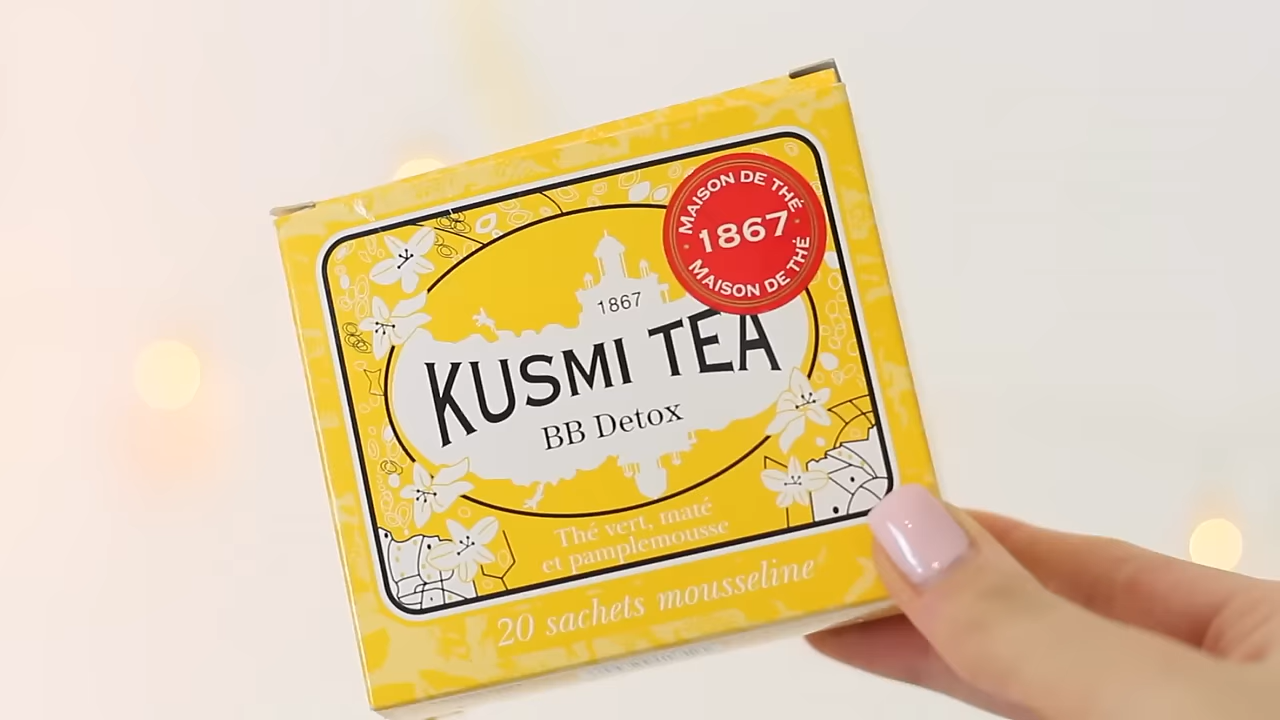 MAISON DE THÉ
1867
MAISON DE THÉ
1867
KUSMI TEA
BB Detox
Thé vert, maté
et pamplemousse
20 sachets mousseline